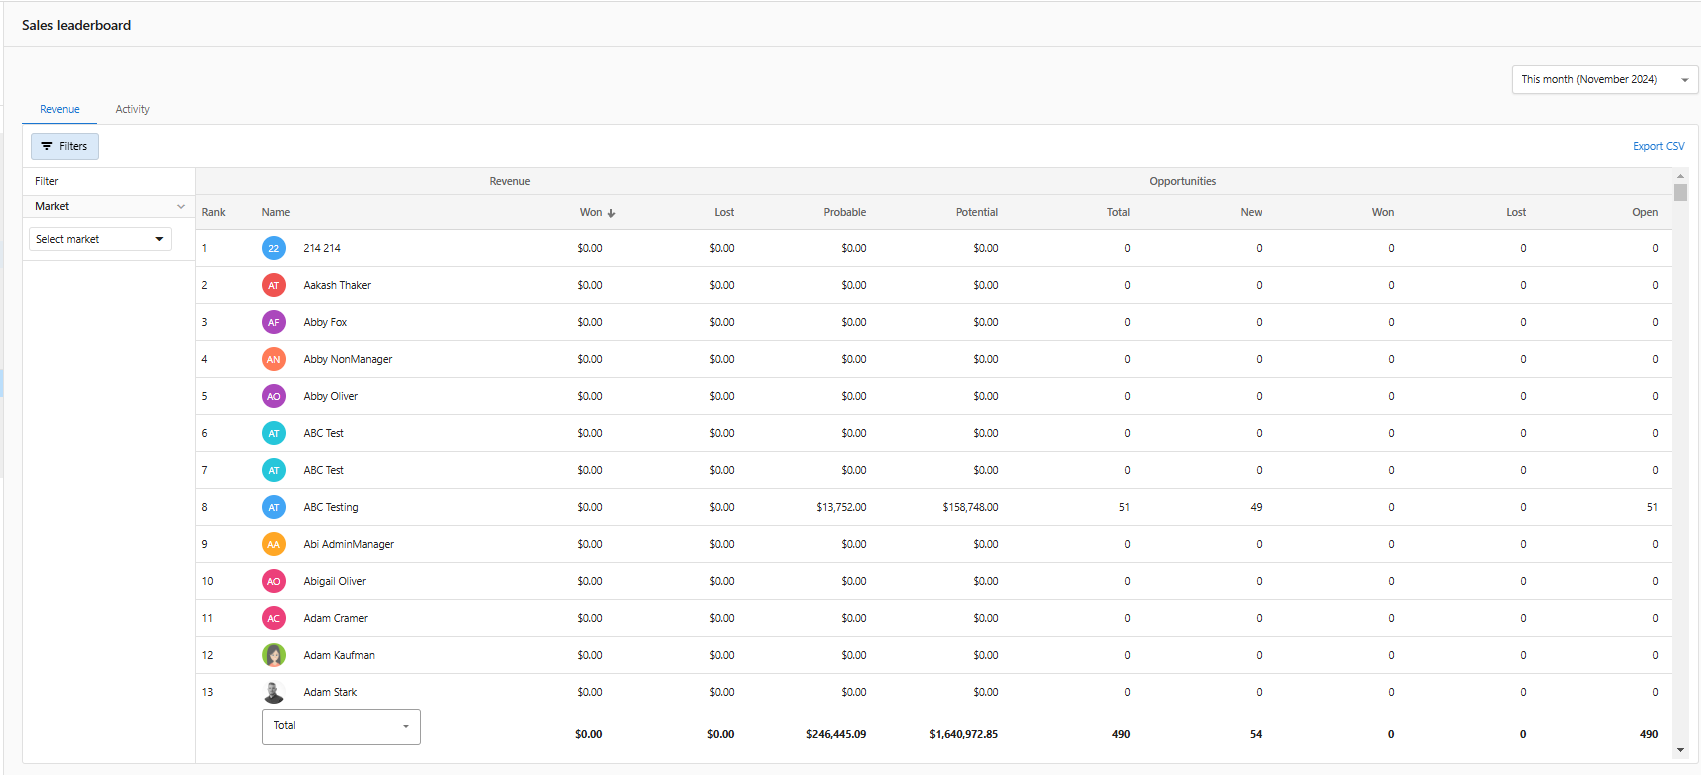 Sales leaderboard
This month (November 2024)
Revenue Activity
Filters Export CSV
Filter Revenue Opportunities
Market
Rank Name Won Lost Probable Potential Total New Won Lost Open
Select market
1 22 214 214 $0.00 $0.00 $0.00 $0.00 0 0 0 0 0
2 AT Aakash Thaker $0.00 $0.00 $0.00 $0.00 0 0 0 0 0
3 AF Abby Fox $0.00 $0.00 $0.00 $0.00 0 0 0 0 0
4 AN Abby NonManager $0.00 $0.00 $0.00 $0.00 0 0 0 0 0
5 AO Abby Oliver $0.00 $0.00 $0.00 $0.00 0 0 0 0 0
6 AT ABC Test $0.00 $0.00 $0.00 $0.00 0 0 0 0 0
7 AT ABC Test $0.00 $0.00 $0.00 $0.00 0 0 0 0 0
8 AT ABC Testing $0.00 $0.00 $13,752.00 $158,748.00 51 49 0 0 51
9 AA Abi AdminManager $0.00 $0.00 $0.00 $0.00 0 0 0 0 0
10 AO Abigail Oliver $0.00 $0.00 $0.00 $0.00 0 0 0 0 0
11 AC Adam Cramer $0.00 $0.00 $0.00 $0.00 0 0 0 0 0
12 Adam Kaufman $0.00 $0.00 $0.00 $0.00 0 0 0 0 0
13 Adam Stark $0.00 $0.00 $0.00 $0.00 0 0 0 0 0
Total $0.00 $0.00 $246,445.09 $1,640,972.85 490 54 0 0 490